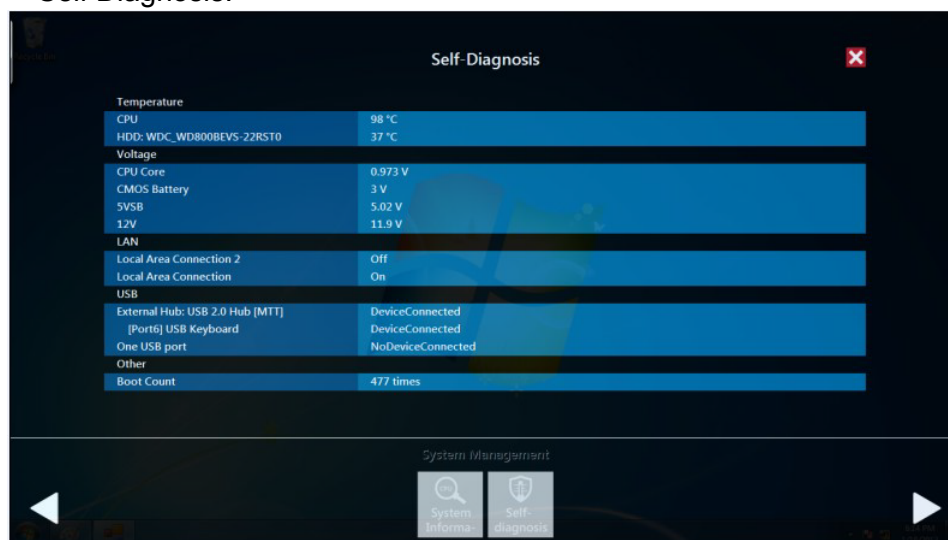 Self-Diagnosis.
Self-Diagnosis
Temperature
CPU 98 °C
HDD: WDC_WD800BEVS-22RST0 37 °C
Voltage
CPU Core 0.973 V
CMOS Battery 3 V
5VSB 5.02 V
12V 11.9 V
LAN
Local Area Connection 2 Off
Local Area Connection On
USB
External Hub: USB 2.0 Hub [MTT] DeviceConnected
[Port6] USB Keyboard DeviceConnected
One USB port NoDeviceConnected
Other
Boot Count 477 times
System Management
CPU
System Informa-
Self-diagnosis